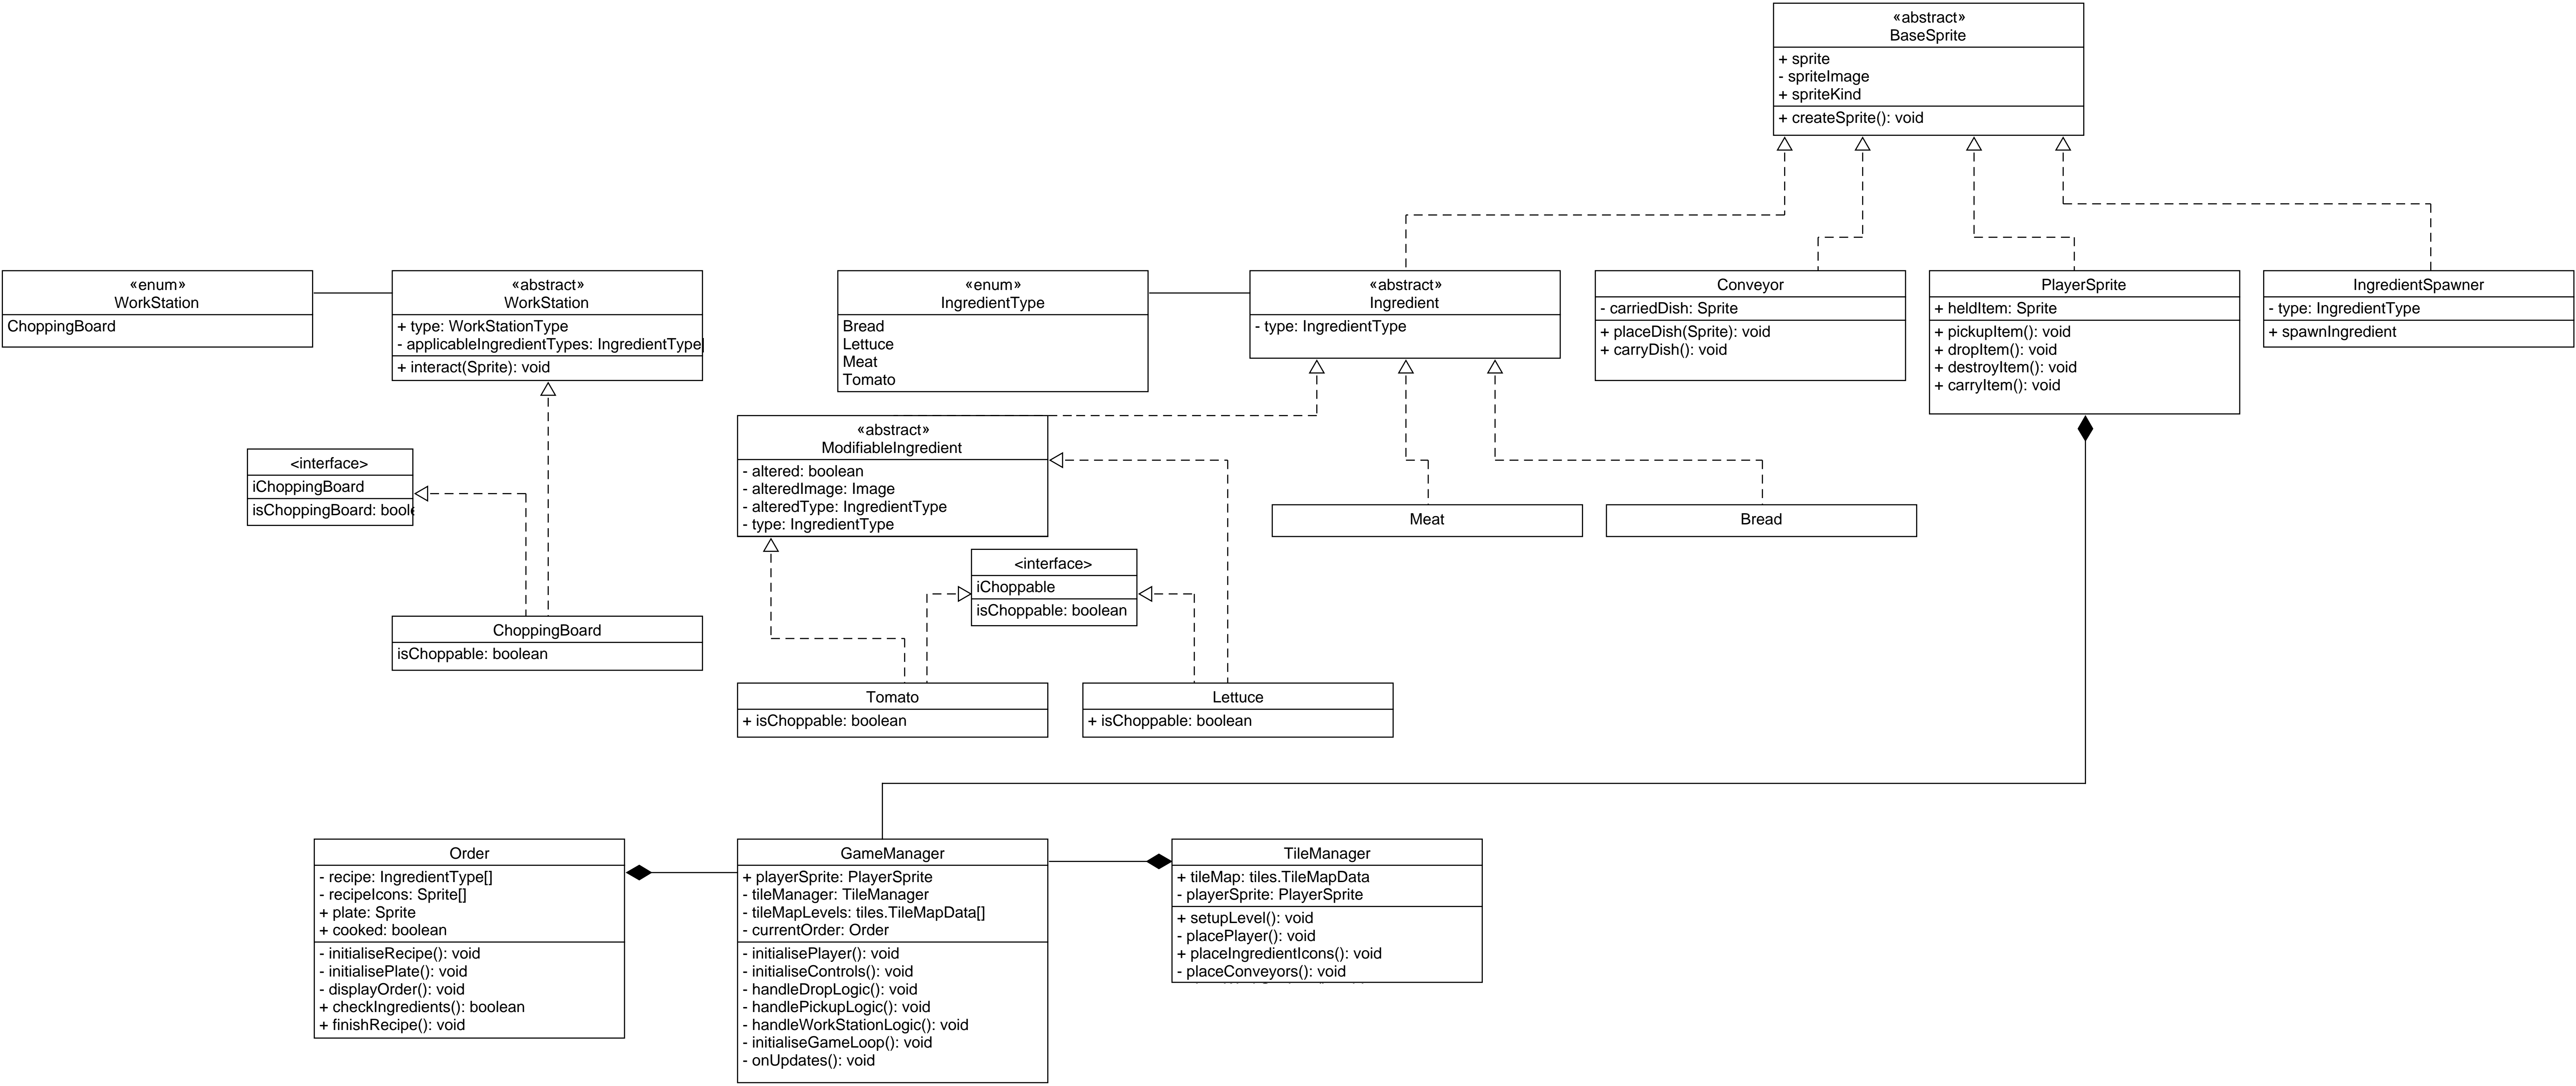 «abstract»
BaseSprite
+ sprite
- spriteImage
+ spriteKind
+ createSprite(): void
«enum»
WorkStation
ChoppingBoard
«abstract»
WorkStation
+ type: WorkStationType
- applicableIngredientTypes: IngredientType
+ interact(Sprite): void
«enum»
IngredientType
Bread
Lettuce
Meat
Tomato
«abstract»
Ingredient
- type: IngredientType
Conveyor
- carriedDish: Sprite
+ placeDish(Sprite): void
+ carryDish(): void
PlayerSprite
+ heldItem: Sprite
+ pickupItem(): void
+ dropItem(): void
+ destroyItem(): void
+ carryItem(): void
IngredientSpawner
- type: IngredientType
+ spawnIngredient
<interface>
iChoppingBoard
isChoppingBoard:
«abstract»
ModifiableIngredient
- altered: boolean
- alteredImage: Image
- alteredType: IngredientType
- type: IngredientType
Meat
Bread
<interface>
iChoppable
isChoppable: boolean
ChoppingBoard
isChoppable: boolean
Tomato
+ isChoppable: boolean
Lettuce
+ isChoppable: boolean
Order
- recipe: IngredientType[]
- recipeIcons: Sprite[]
+ plate: Sprite
+ cooked: boolean
- initialiseRecipe(): void
- initialisePlate(): void
- displayOrder(): void
+ checkIngredients(): boolean
+ finishRecipe(): void
GameManager
+ playerSprite: PlayerSprite
- tileManager: TileManager
- tileMapLevels: tiles.TileMapData[]
- currentOrder: Order
- initialisePlayer(): void
- initialiseControls(): void
- handleDropLogic(): void
- handlePickupLogic(): void
- handleWorkStationLogic(): void
- initialiseGameLoop(): void
- onUpdates(): void
TileManager
+ tileMap: tiles.TileMapData
- playerSprite: PlayerSprite
+ setupLevel(): void
- placePlayer(): void
+ placeIngredientIcons(): void
- placeConveyors(): void